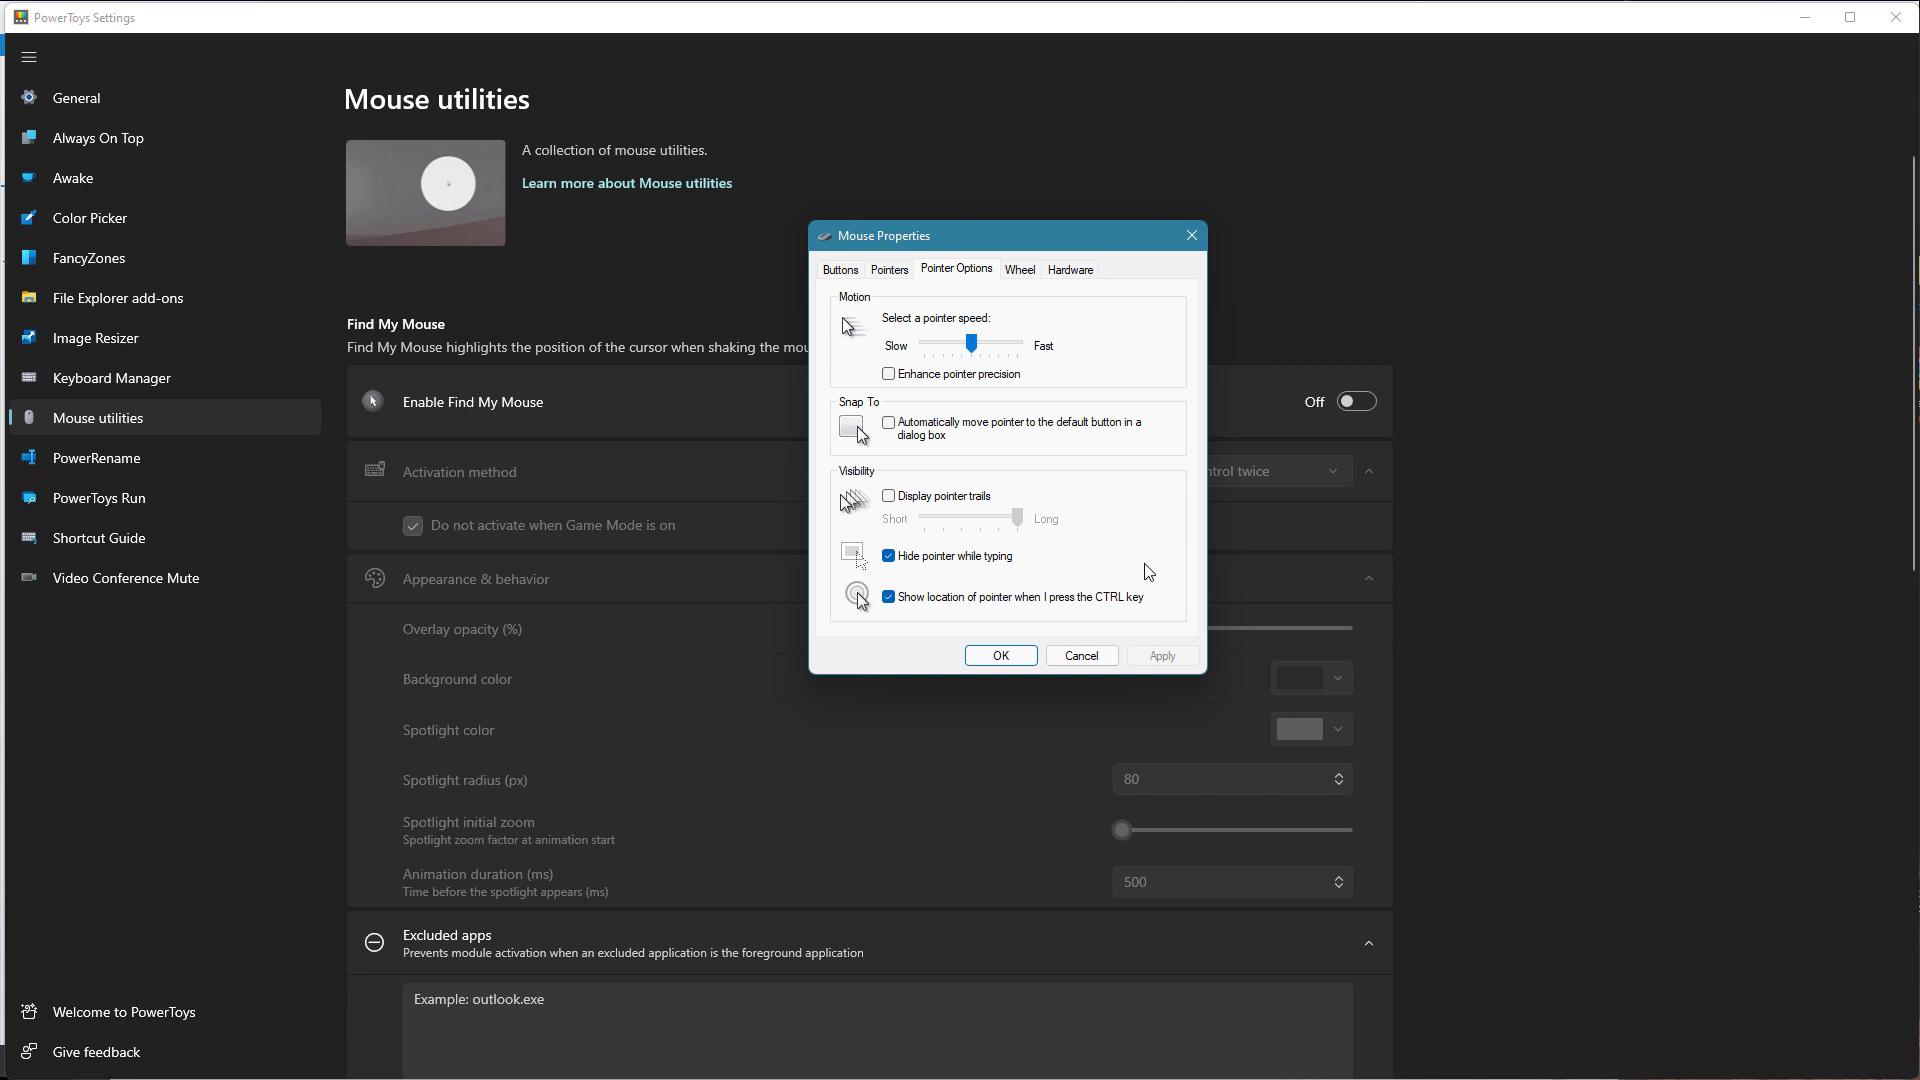 PowerToys Settings
General
Always On Top
Awake
Color Picker
FancyZones
File Explorer add-ons
Image Resizer
Keyboard Manager
Mouse utilities
PowerRename
PowerToys Run
Shortcut Guide
Video Conference Mute
Welcome to PowerToys
Give feedback
Mouse utilities
A collection of mouse utilities.
Learn more about Mouse utilities
Find My Mouse
Find My Mouse highlights the position of the cursor when shaking the
Enable Find My Mouse
Off
Activation method
twice
Do not activate when Game Mode is on
Appearance & behavior
Overlay opacity (%)
Background color
Spotlight color
Spotlight radius (px)
80
Spotlight initial zoom
Spotlight zoom factor at animation start
Animation duration (ms)
Time before the spotlight appears (ms)
500
Excluded apps
Prevents module activation when an excluded application is the foreground application
Example: outlook.exe
Mouse Properties
Buttons
Pointers
Pointer Options
Wheel
Hardware
Motion
Select a pointer speed:
Slow
Fast
Enhance pointer precision
Snap To
Automatically move pointer to the default button in a
dialog box
Visibility
Display pointer trails
Short
Long
Hide pointer while typing
Show location of pointer when I press the CTRL key
OK
Cancel
Apply